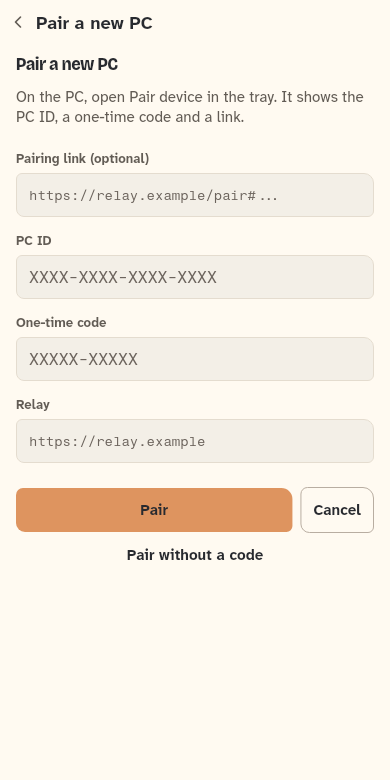 Pair a new PC
Pair a new PC
On the PC, open Pair device in the tray. It shows the
PC ID, a one-time code and a link.
Pairing link (optional)
https://relay.example/pair#...
PC ID
XXXX-XXXX-XXXX-XXXX
One-time code
XXXXX-XXXXX
Relay
https://relay.example
Pair
Cancel
Pair without a code